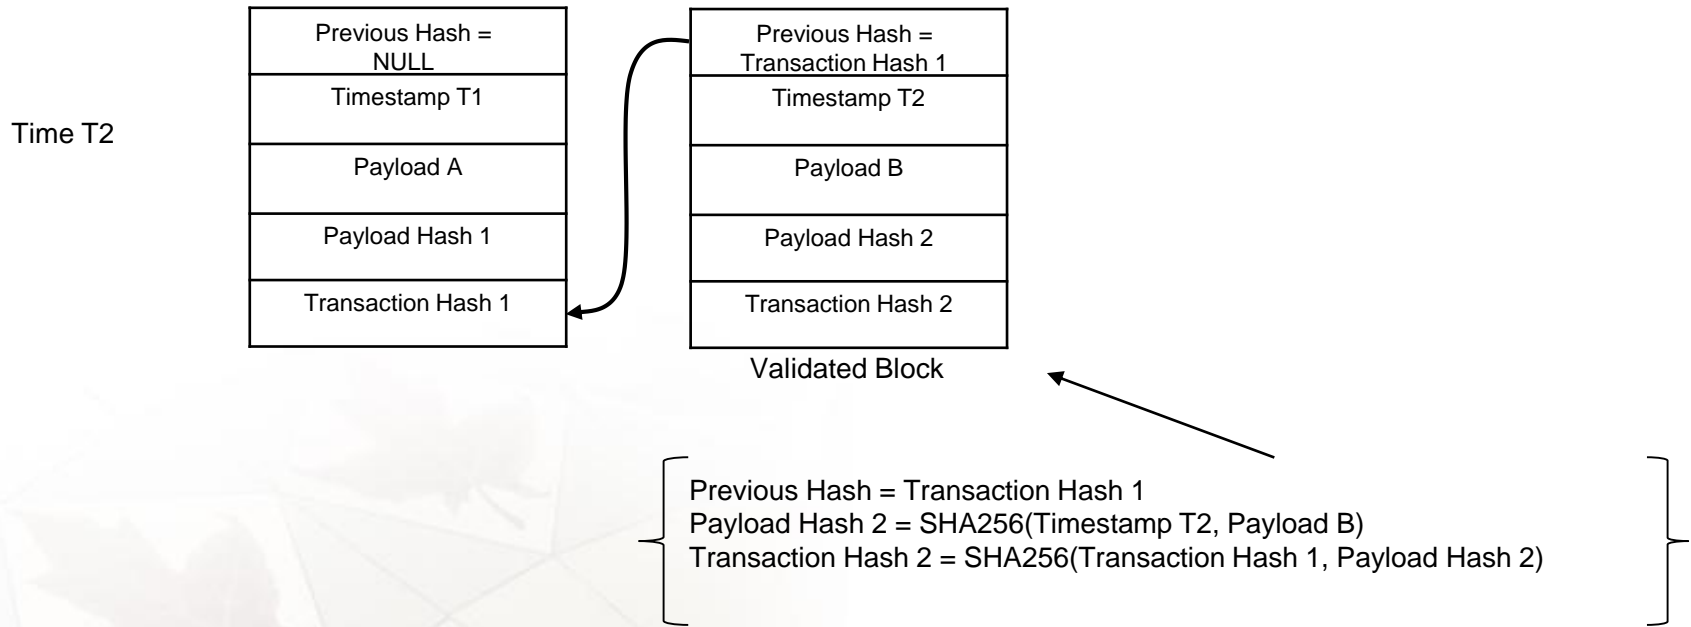 Time T2
Previous Hash =
NULL
Timestamp T1
Payload A
Payload Hash 1
Transaction Hash 1
Previous Hash =
Transaction Hash 1
Timestamp T2
Payload B
Payload Hash 2
Transaction Hash 2
Validated Block
Previous Hash = Transaction Hash 1
Payload Hash 2 = SHA256(Timestamp T2, Payload B)
Transaction Hash 2 = SHA256(Transaction Hash 1, Payload Hash 2)